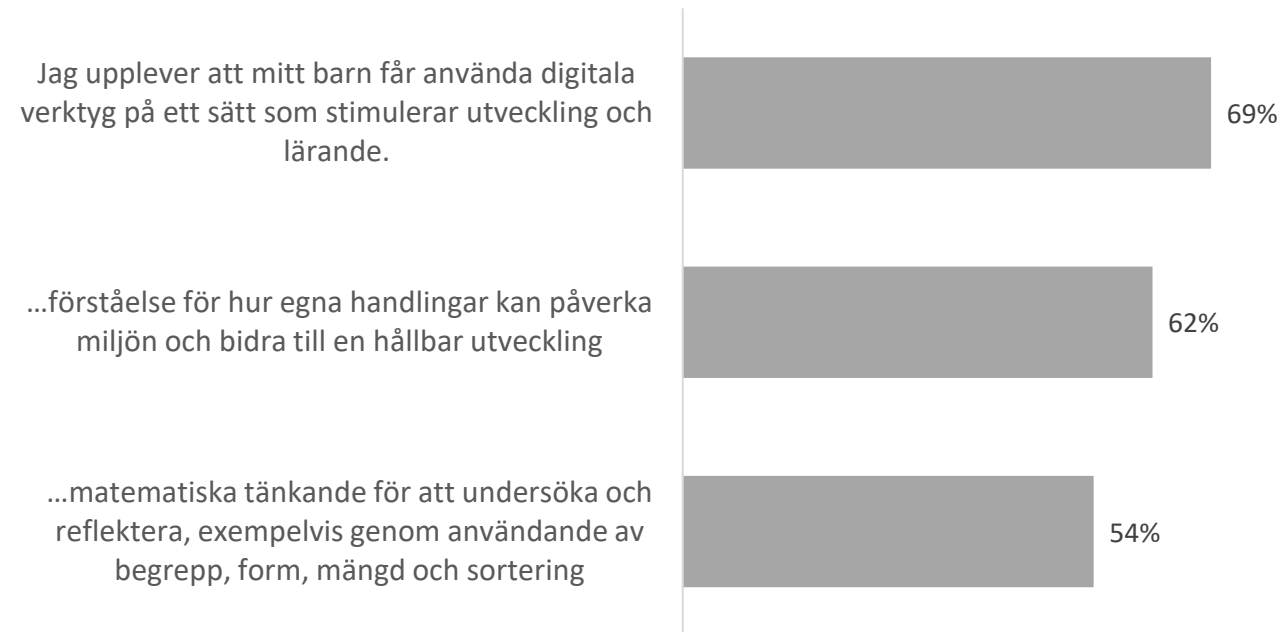 Jag upplever att mitt barn får använda digitala
verktyg på ett sätt som stimulerar utveckling och
lärande.
69%
…förståelse för hur egna handlingar kan påverka
miljön och bidra till en hållbar utveckling
62%
…matematiska tänkande för att undersöka och
reflektera, exempelvis genom användande av
begrepp, form, mängd och sortering
54%